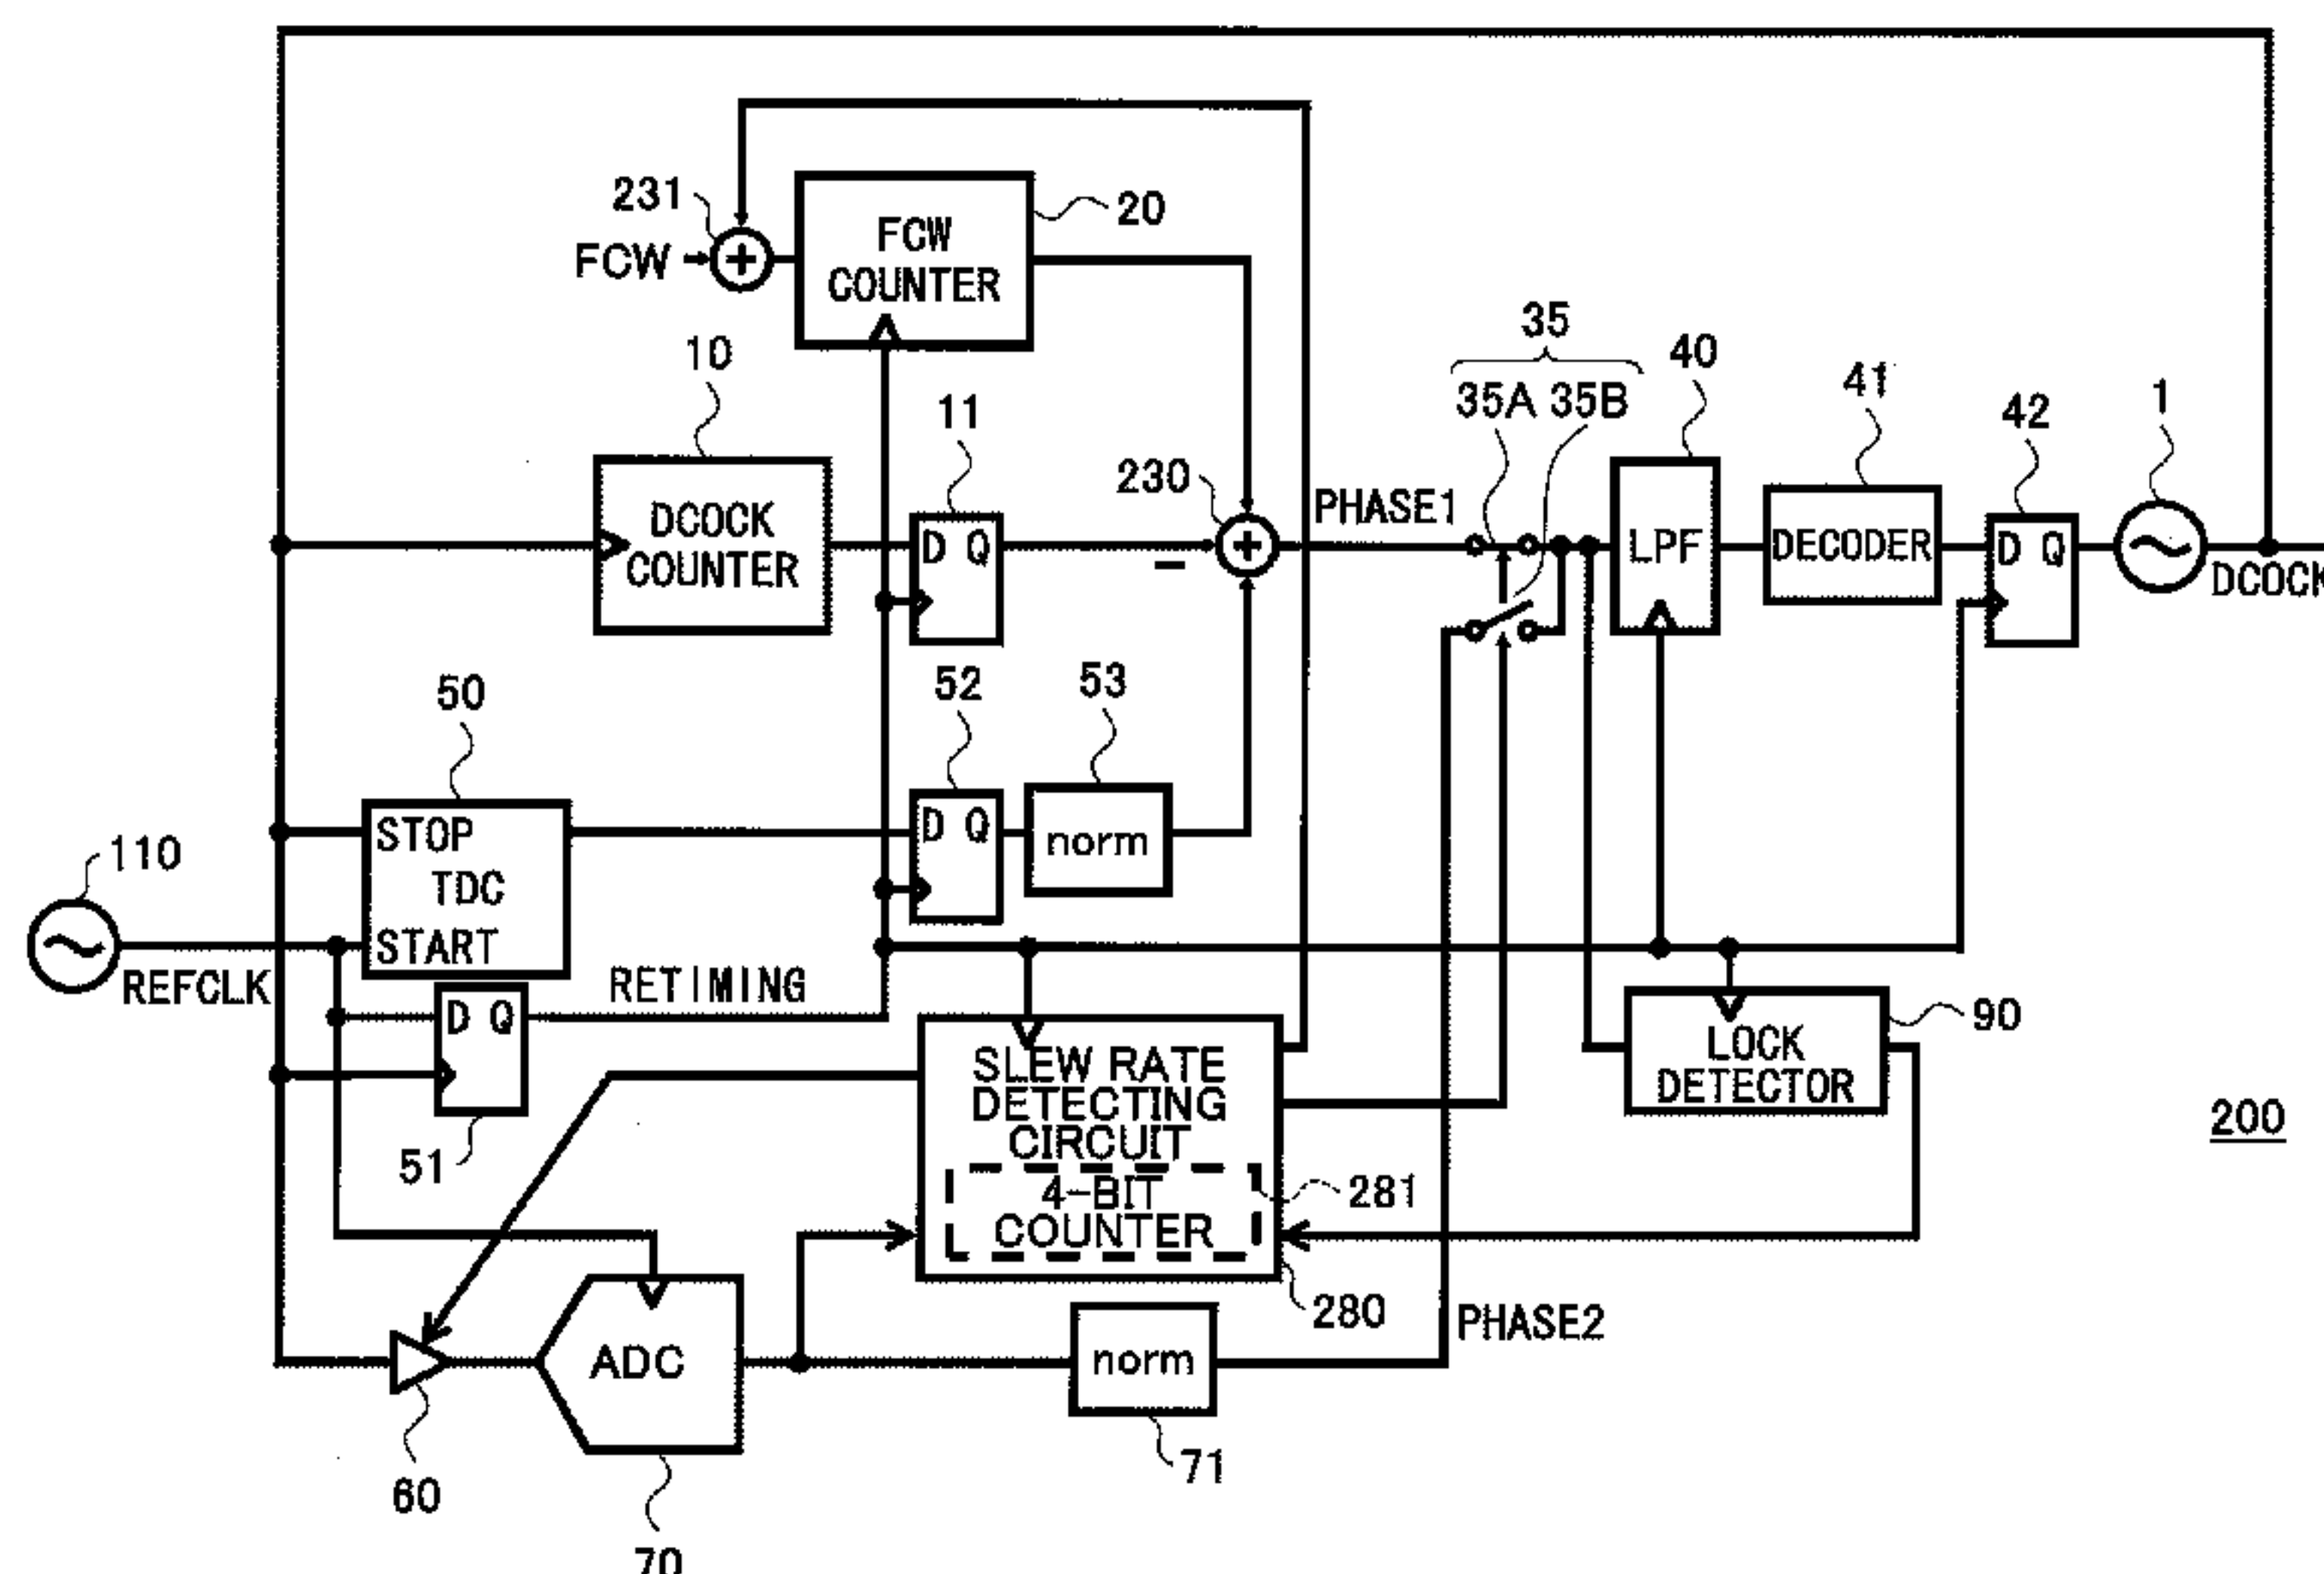 231
20
FCW
FCW
COUNTER
35
10
40
41
35A 35B
1
11
42
230
PHASE1
DCOCK
COUNTER
D Q
LPF
DECODER
D Q
DCOCK
50
52
53
STOP
TDC
START
D Q
norm
110
REFCLK
RETIMING
D Q
51
SLEW RATE
DETECTING
CIRCUIT
4-BIT
COUNTER
281
280
LOCK
DETECTOR
90
200
PHASE2
ADC
norm
60
70
71